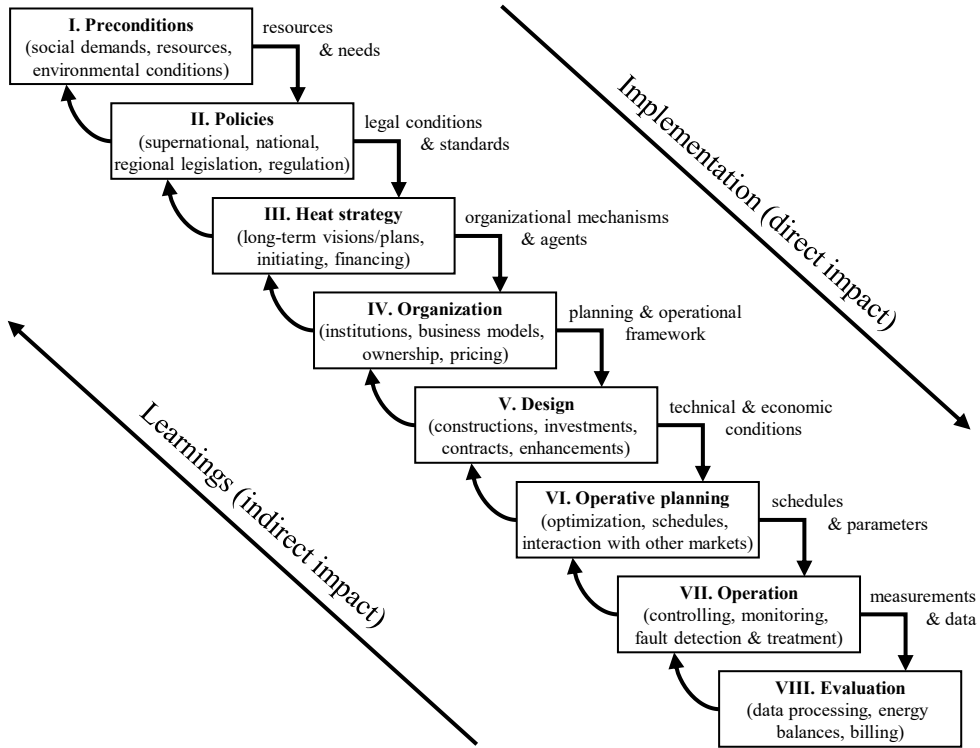 I. Preconditions
(social demands, resources,
environmental conditions)
resources
& needs
II. Policies
(supernational, national,
regional legislation, regulation)
legal conditions
& standards
III. Heat strategy
(long-term visions/plans,
initiating, financing)
organizational mechanisms
& agents
IV. Organization
(institutions, business models,
ownership, pricing)
planning & operational
framework
V. Design
(constructions, investments,
contracts, enhancements)
technical & economic
conditions
VI. Operative planning
(optimization, schedules,
interaction with other markets)
schedules
& parameters
VII. Operation
(controlling, monitoring,
fault detection & treatment)
measurements
& data
VIII. Evaluation
(data processing, energy
balances, billing)
Implementation (direct impact)
Learnings (indirect impact)